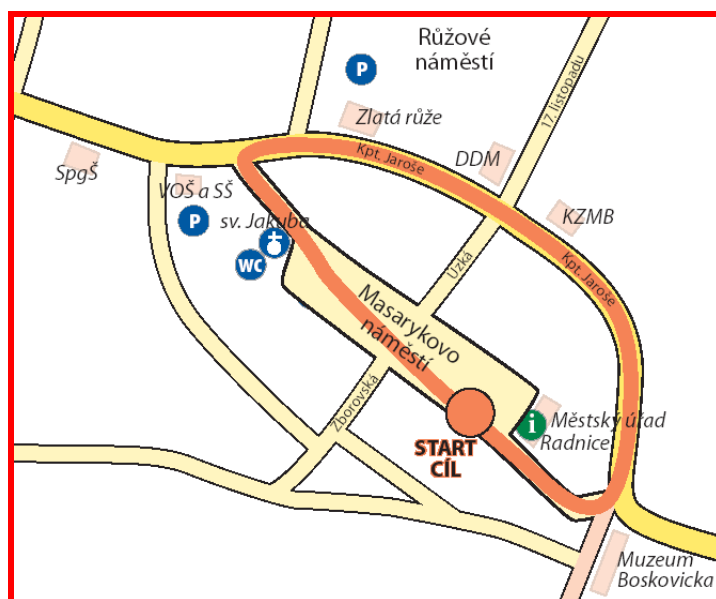 Růžové
náměstí
P
17. listopadu
Zlatá růže
Kpt. Jaroše
DDM
SpgŠ
VOŠ a SŠ
KZMB
P
sv. Jakuba
WC
Úzká
Kpt. Jaroše
Masarykovo
náměstí
Zborovská
i
Městský úřad
Radnice
START
CÍL
Muzeum
Boskovicka